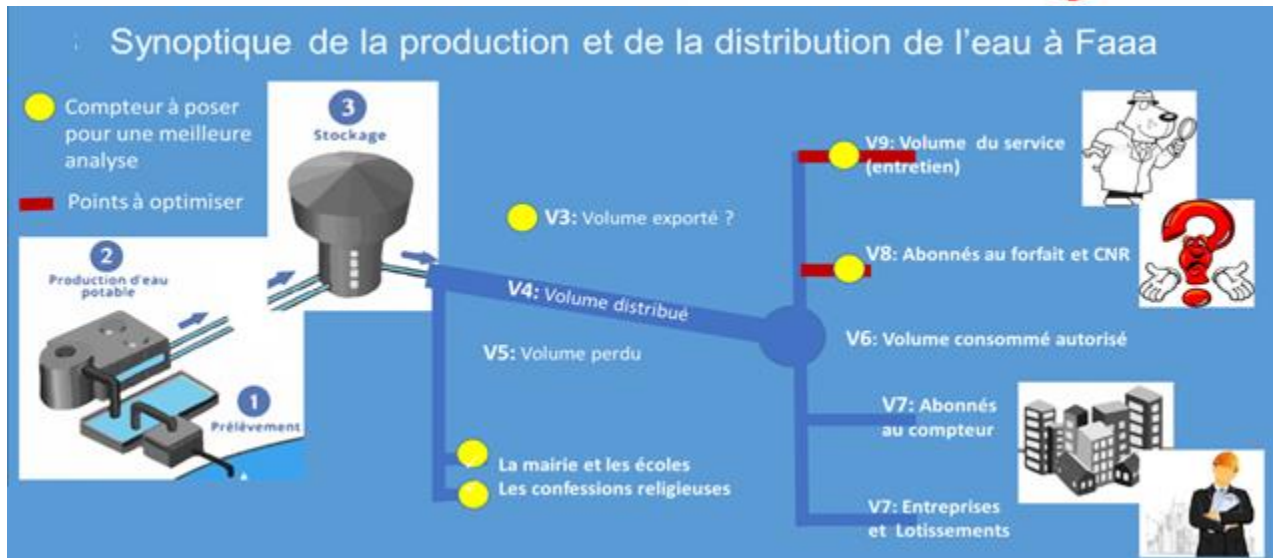 Synoptique de la production et de la distribution de l'eau à Faaa
Compteur à poser
pour une meilleure
analyse
Points à optimiser
3
Stockage
2
Production d'eau
potable
1
Prélèvement
V3: Volume exporté ?
V4: Volume distribué
V5: Volume perdu
La mairie et les écoles
Les confessions religieuses
V9: Volume du service
(entretien)
V8: Abonnés au forfait et CNR
V6: Volume consommé autorisé
V7: Abonnés
au compteur
V7: Entreprises
et Lotissements